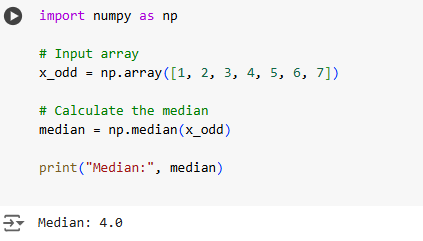 import numpy as np
# Input array
x_odd = np.array([1, 2, 3, 4, 5, 6, 7])
# Calculate the median
median = np.median(x_odd)
print("Median:", median)
Median: 4.0